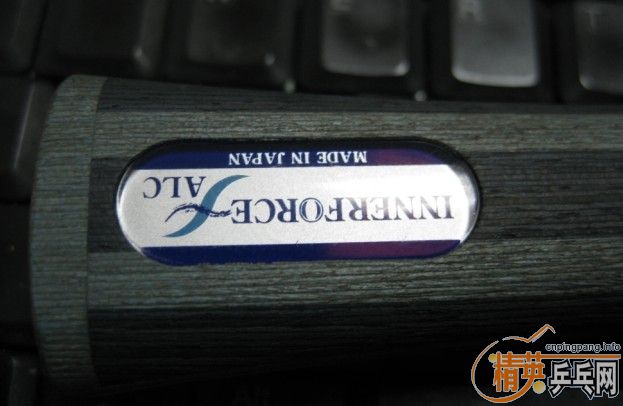 INNERFORCE
ALC
MADE IN JAPAN
cnpingpang.info
精英乒乓网